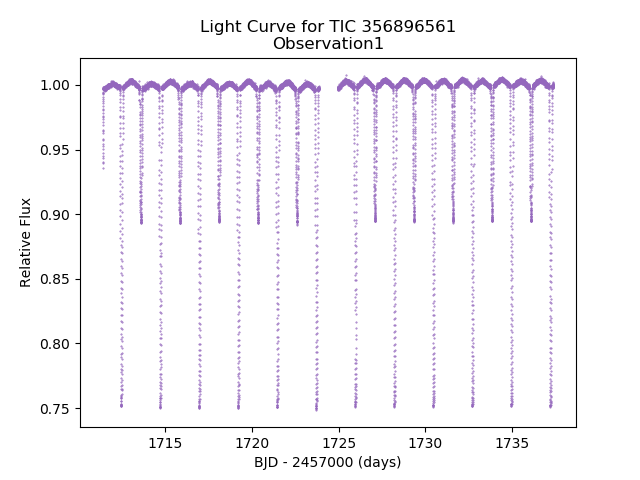 Light Curve for TIC 356896561
Observation1
1.00
0.95
0.90
0.85
0.80
0.75
Relative Flux
1715
1720
1725
1730
1735
BJD - 2457000 (days)